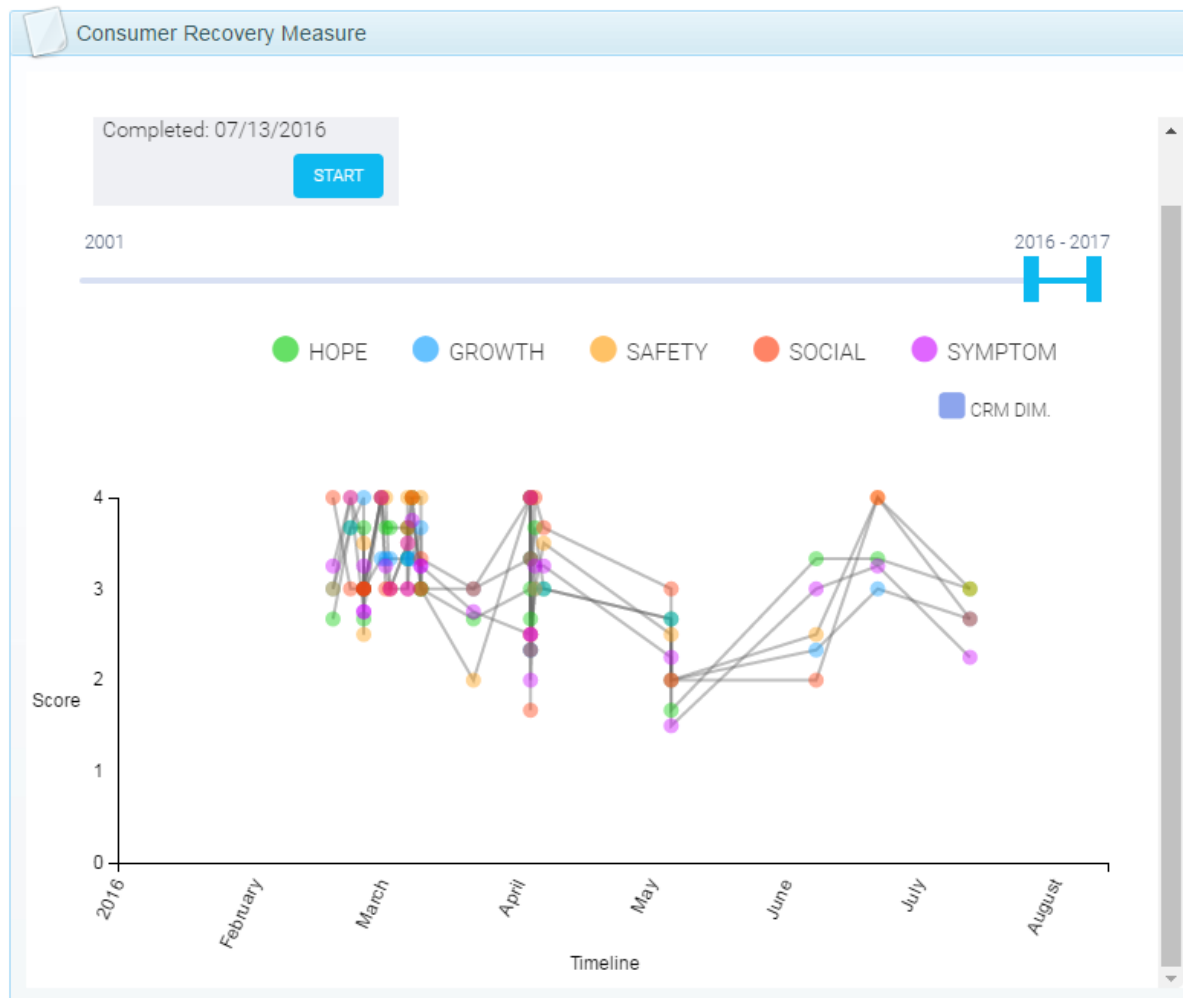 Consumer Recovery Measure
Completed: 07/13/2016
START
2001
2016 - 2017
HOPE
GROWTH
SAFETY
SOCIAL
SYMPTOM
CRM DIM.
4
3
2
Score
1
0
2016
February
March
April
May
June
July
August
Timeline